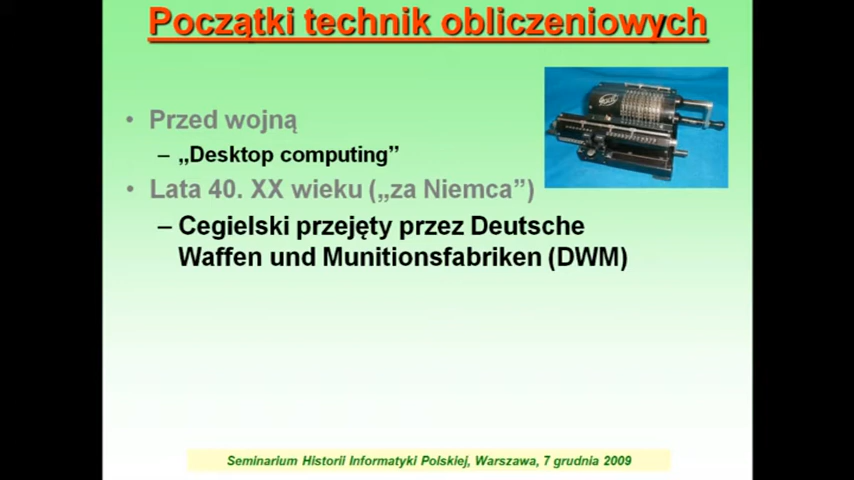 Początki technik obliczeniowych
• Przed wojną
– „Desktop computing”
• Lata 40. XX wieku („za Niemca”)
– Cegielski przejęty przez Deutsche
Waffen und Munitionsfabriken (DWM)
Seminarium Historii Informatyki Polskiej, Warszawa, 7 grudnia 2009